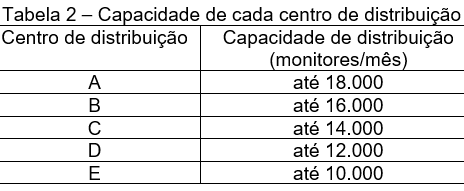 Tabela 2 – Capacidade de cada centro de distribuição
Centro de distribuição Capacidade de distribuição
(monitores/mês)
A até 18.000
B até 16.000
C até 14.000
D até 12.000
E até 10.000